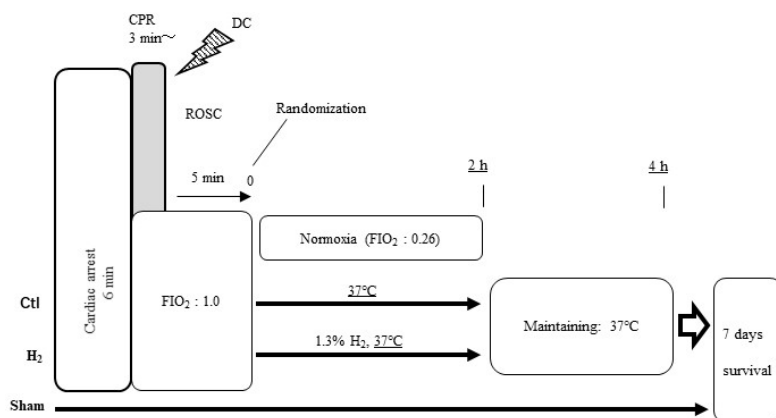 CPR
3 min～
DC
ROSC
Randomization
5 min
0
2 h
4 h
Normoxia (FIO₂ : 0.26)
Cardiac arrest
6 min
FIO₂ : 1.0
Ctl
37℃
H₂
1.3% H₂, 37℃
Maintaining: 37℃
7 days
survival
Sham